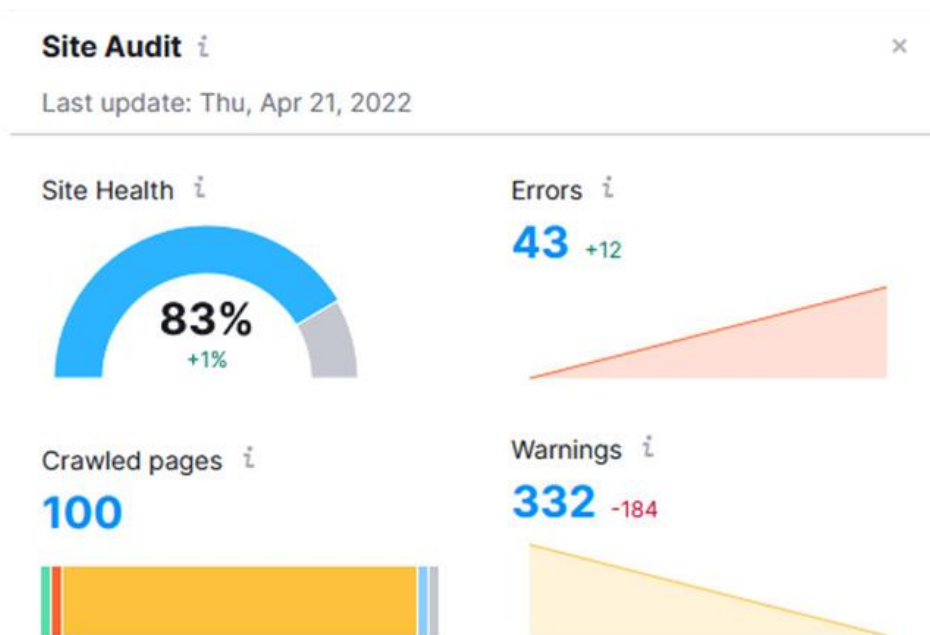 Site Audit i
×
Last update: Thu, Apr 21, 2022
Site Health i
83%
+1%
Errors i
43 +12
Crawled pages i
100
Warnings i
332 -184